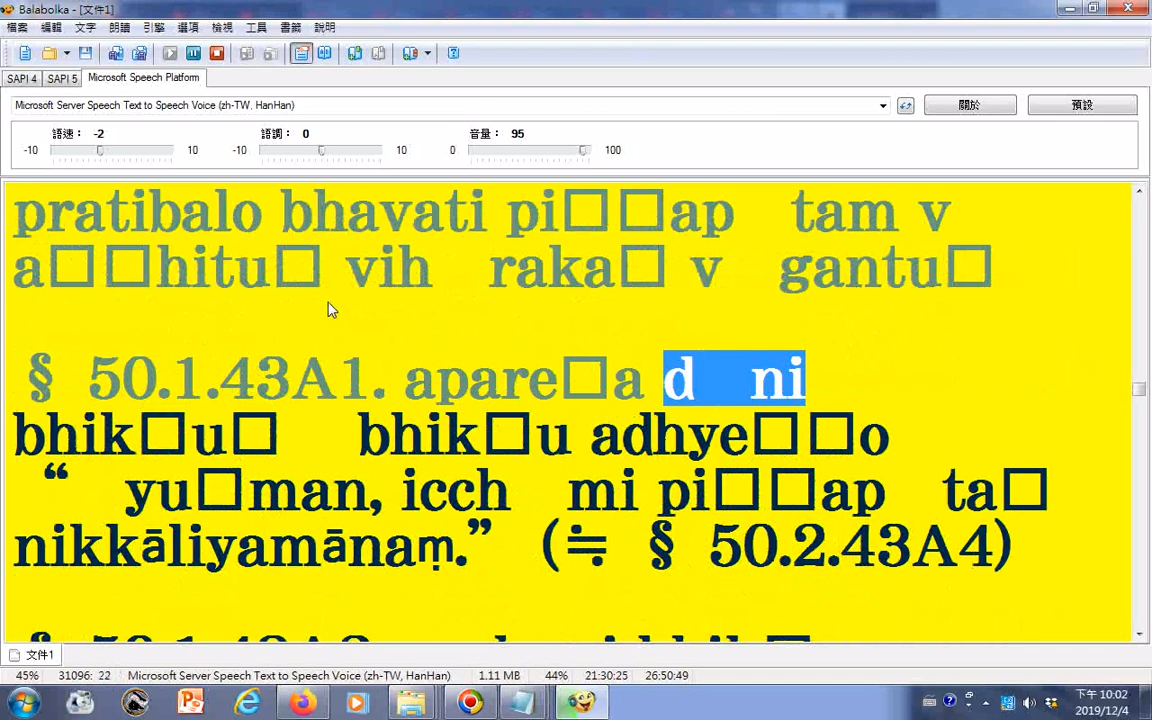 Balabolka - [文件1]
檔案 編輯 文字 朗讀 引擎 選項 檢視 工具 書籤 說明
SAPI 4 SAPI 5 Microsoft Speech Platform
Microsoft Server Speech Text to Speech Voice (zh-TW, HanHan) 關於 預設
語速： -2 語調： 0 音量： 95
-10 10 -10 10 0 100
pratibalo bhavati pi□□ap tam v
a□□hitu□ vih raka□ v gantu□
§ 50.1.43A1. apare□a d ni
bhik□u□ bhik□u adhye□□o
“ yu□man, icch mi pi□□ap ta□
nikkāliyamānaṃ.” (≒ § 50.2.43A4)
文件1
45% 31096: 22 Microsoft Server Speech Text to Speech Voice (zh-TW, HanHan) 1.11 MB 44% 21:30:25 26:50:49
下午 10:02
2019/12/4